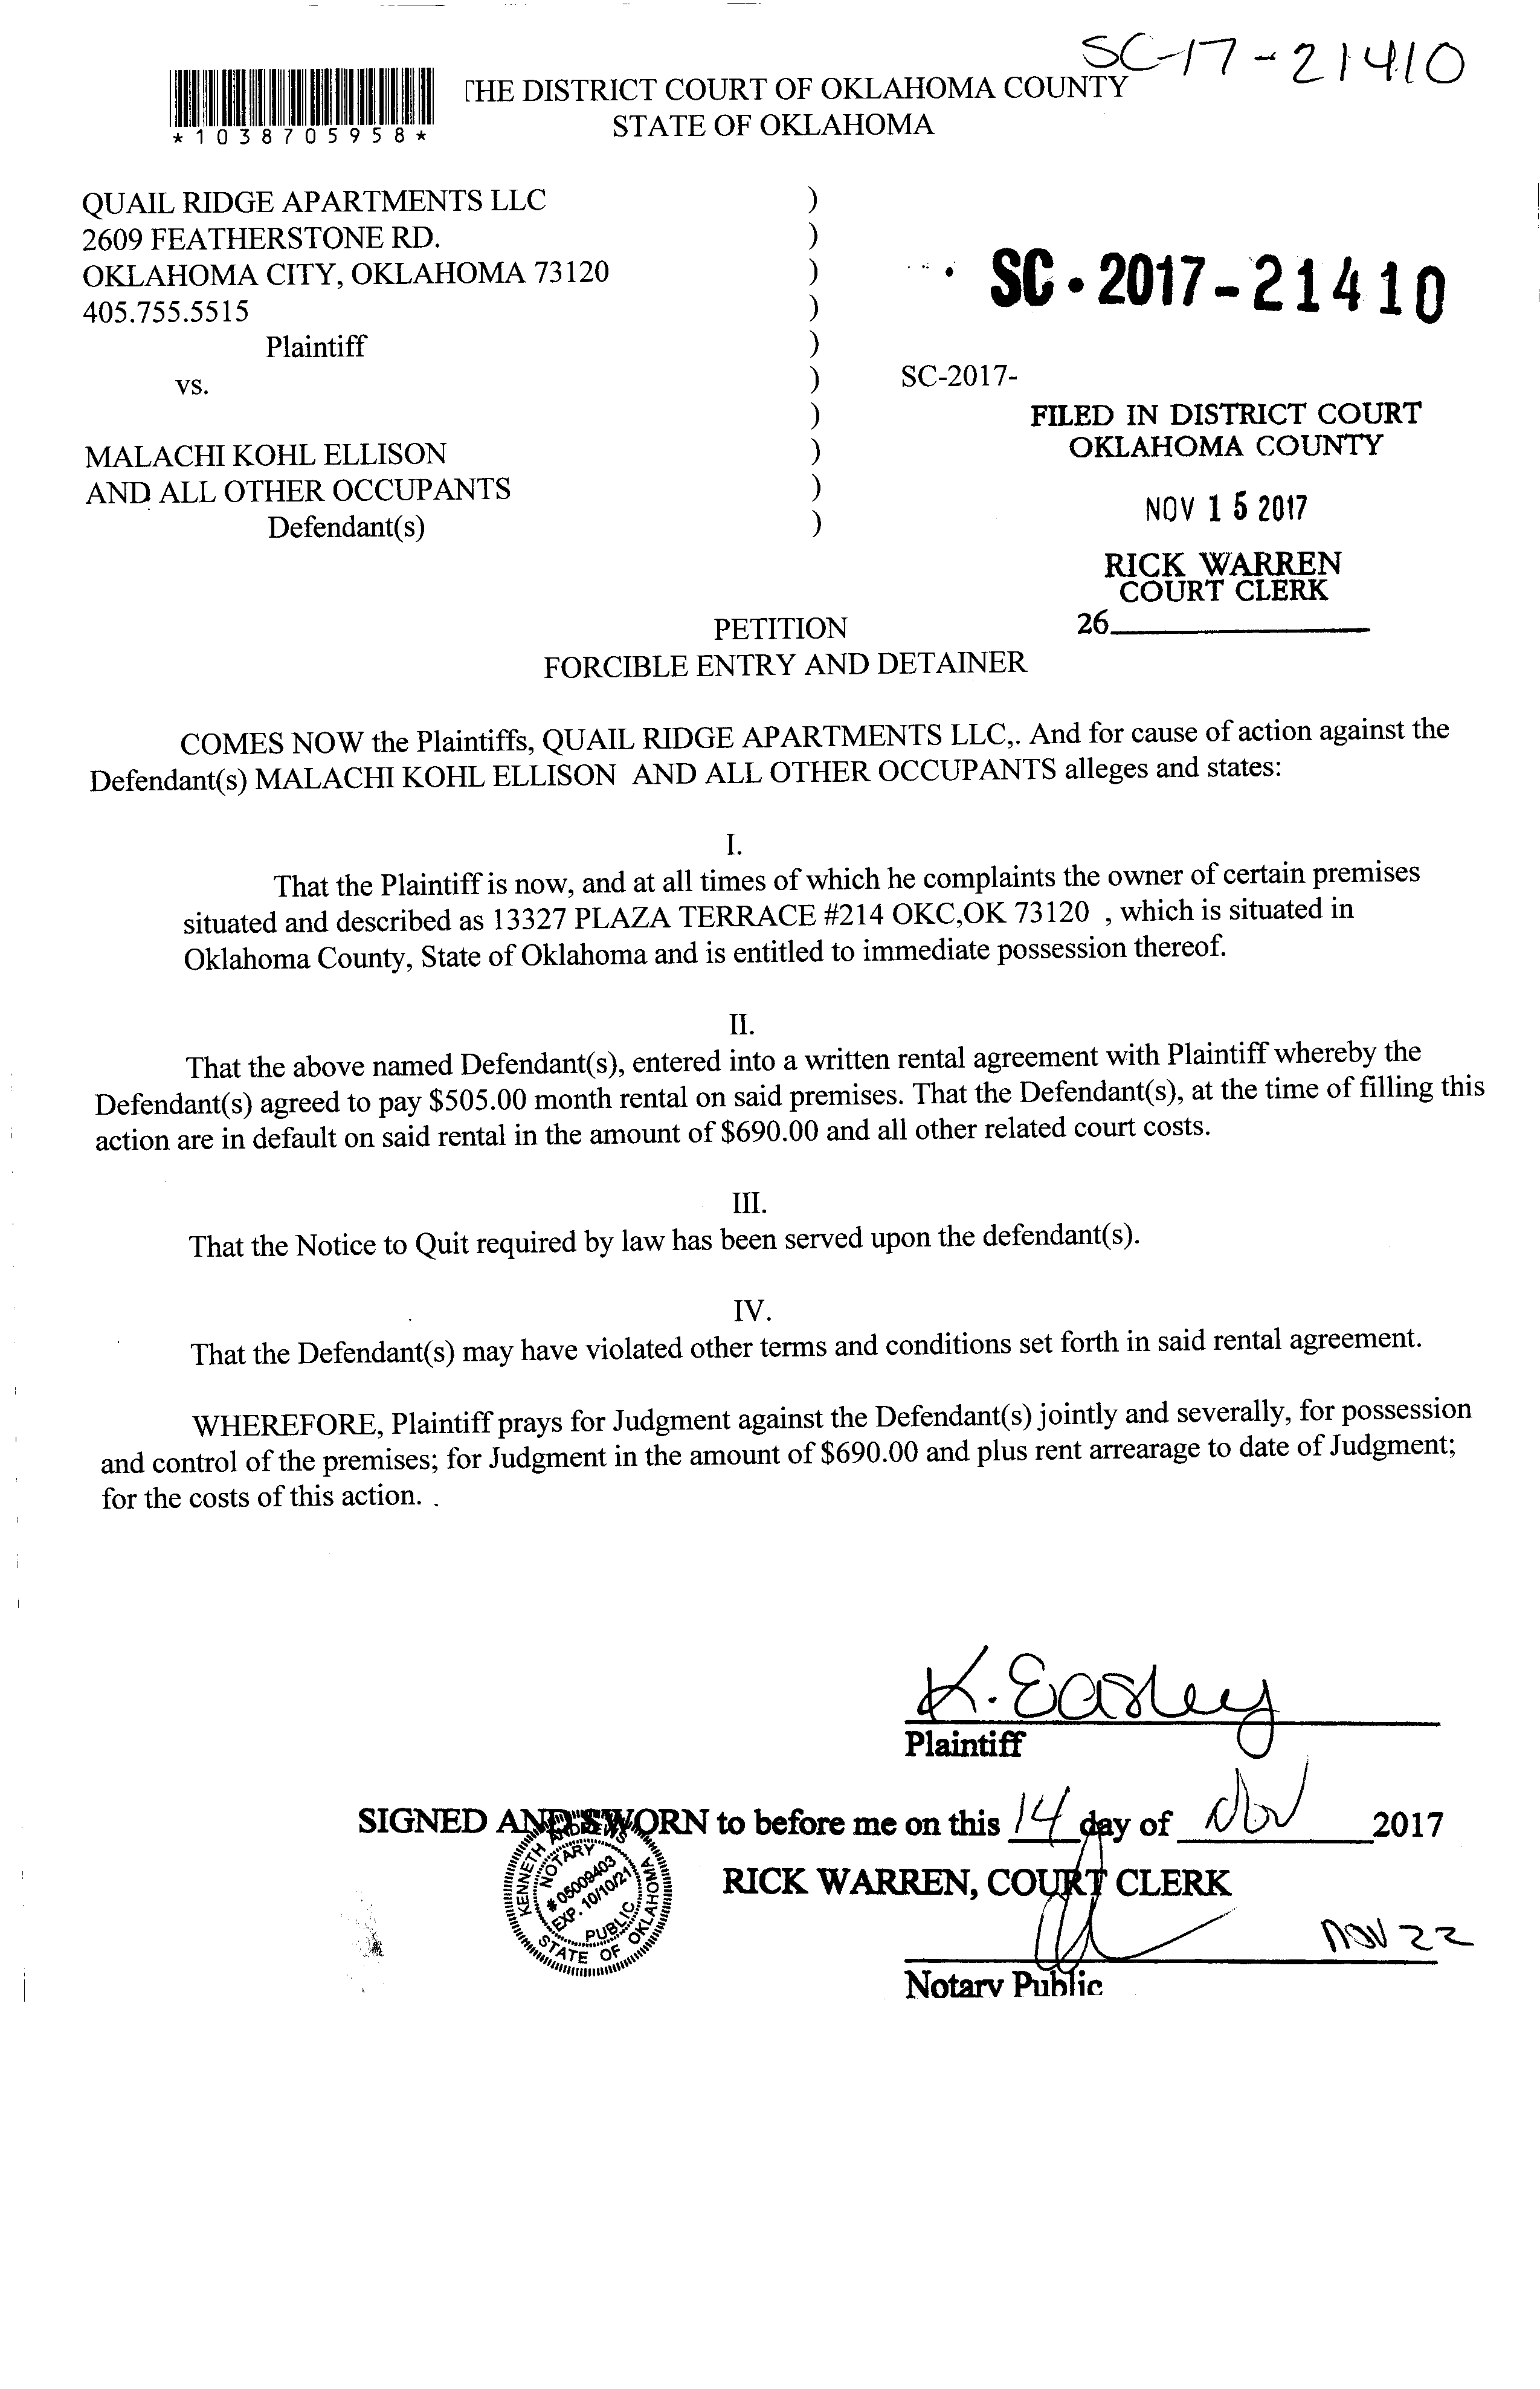 SC-17-21410
*1038705958*
THE DISTRICT COURT OF OKLAHOMA COUNTY
STATE OF OKLAHOMA
QUAIL RIDGE APARTMENTS LLC )
2609 FEATHERSTONE RD. )
OKLAHOMA CITY, OKLAHOMA 73120 )
405.755.5515 )
Plaintiff )
vs. )
)
MALACHI KOHL ELLISON )
AND ALL OTHER OCCUPANTS )
Defendant(s) )
SC-2017-21410
SC-2017-
FILED IN DISTRICT COURT
OKLAHOMA COUNTY
NOV 15 2017
RICK WARREN
COURT CLERK
26
PETITION
FORCIBLE ENTRY AND DETAINER
COMES NOW the Plaintiffs, QUAIL RIDGE APARTMENTS LLC,. And for cause of action against the
Defendant(s) MALACHI KOHL ELLISON AND ALL OTHER OCCUPANTS alleges and states:
I.
That the Plaintiff is now, and at all times of which he complaints the owner of certain premises
situated and described as 13327 PLAZA TERRACE #214 OKC,OK 73120 , which is situated in
Oklahoma County, State of Oklahoma and is entitled to immediate possession thereof.
II.
That the above named Defendant(s), entered into a written rental agreement with Plaintiff whereby the
Defendant(s) agreed to pay $505.00 month rental on said premises. That the Defendant(s), at the time of filling this
action are in default on said rental in the amount of $690.00 and all other related court costs.
III.
That the Notice to Quit required by law has been served upon the defendant(s).
IV.
That the Defendant(s) may have violated other terms and conditions set forth in said rental agreement.
WHEREFORE, Plaintiff prays for Judgment against the Defendant(s) jointly and severally, for possession
and control of the premises; for Judgment in the amount of $690.00 and plus rent arrearage to date of Judgment;
for the costs of this action. .
K. Easley
Plaintiff
SIGNED AND SWORN to before me on this 14 day of Nov 2017
KENNETH ANDREWS
NOTARY
# 05009403
EXP. 10/10/21
PUBLIC
STATE OF OKLAHOMA
RICK WARREN, COURT CLERK
NOV 22
Notary Public